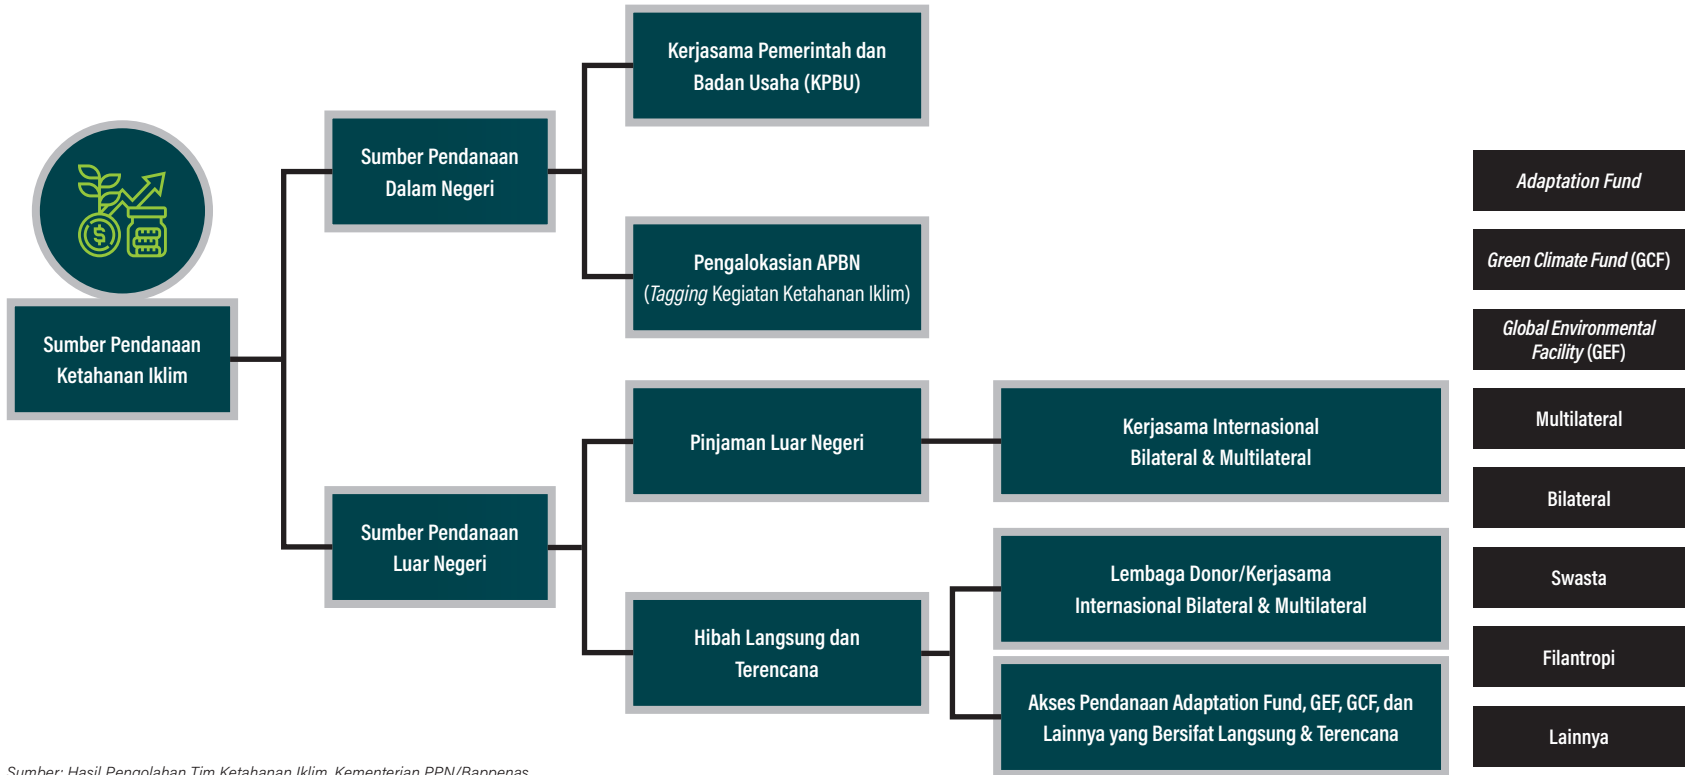 Sumber Pendanaan
Ketahanan Iklim
Sumber Pendanaan
Dalam Negeri
Kerjasama Pemerintah dan
Badan Usaha (KPBU)
Pengalokasian APBN
(Tagging Kegiatan Ketahanan Iklim)
Sumber Pendanaan
Luar Negeri
Pinjaman Luar Negeri
Kerjasama Internasional
Bilateral & Multilateral
Hibah Langsung dan
Terencana
Lembaga Donor/Kerjasama
Internasional Bilateral & Multilateral
Akses Pendanaan Adaptation Fund, GEF, GCF, dan
Lainnya yang Bersifat Langsung & Terencana
Adaptation Fund
Green Climate Fund (GCF)
Global Environmental
Facility (GEF)
Multilateral
Bilateral
Swasta
Filantropi
Lainnya
Sumber: Hasil Pengolahan Tim Ketahanan Iklim, Kementerian PPN/Bappenas